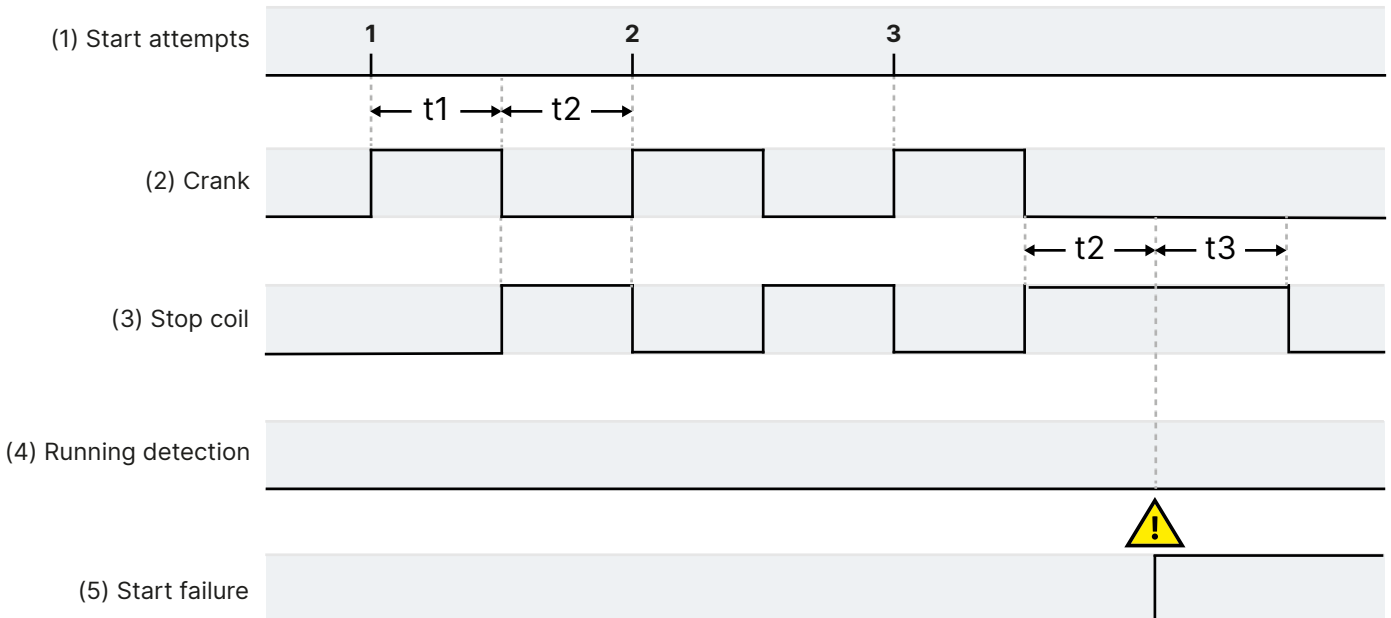 (1) Start attempts
1
2
3
t1
t2
(2) Crank
t2
t3
(3) Stop coil
(4) Running detection
!
(5) Start failure